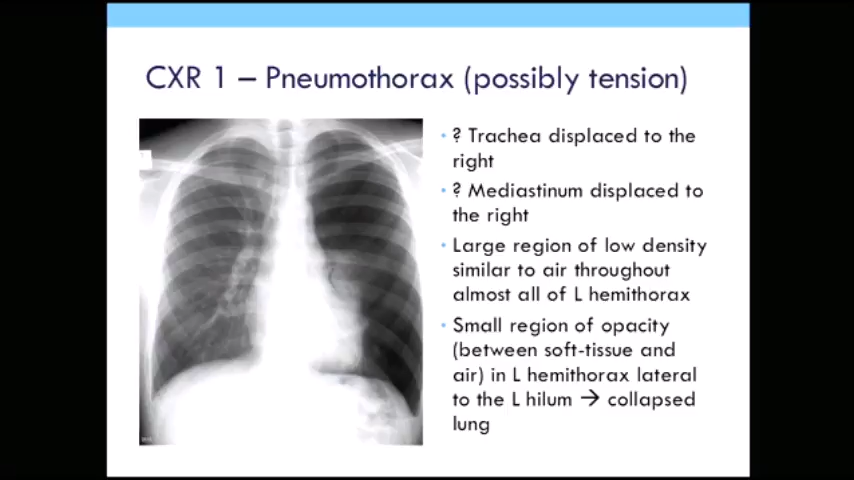 CXR 1 – Pneumothorax (possibly tension)
• ? Trachea displaced to the
right
• ? Mediastinum displaced to
the right
• Large region of low density
similar to air throughout
almost all of L hemithorax
• Small region of opacity
(between soft-tissue and
air) in L hemithorax lateral
to the L hilum → collapsed
lung